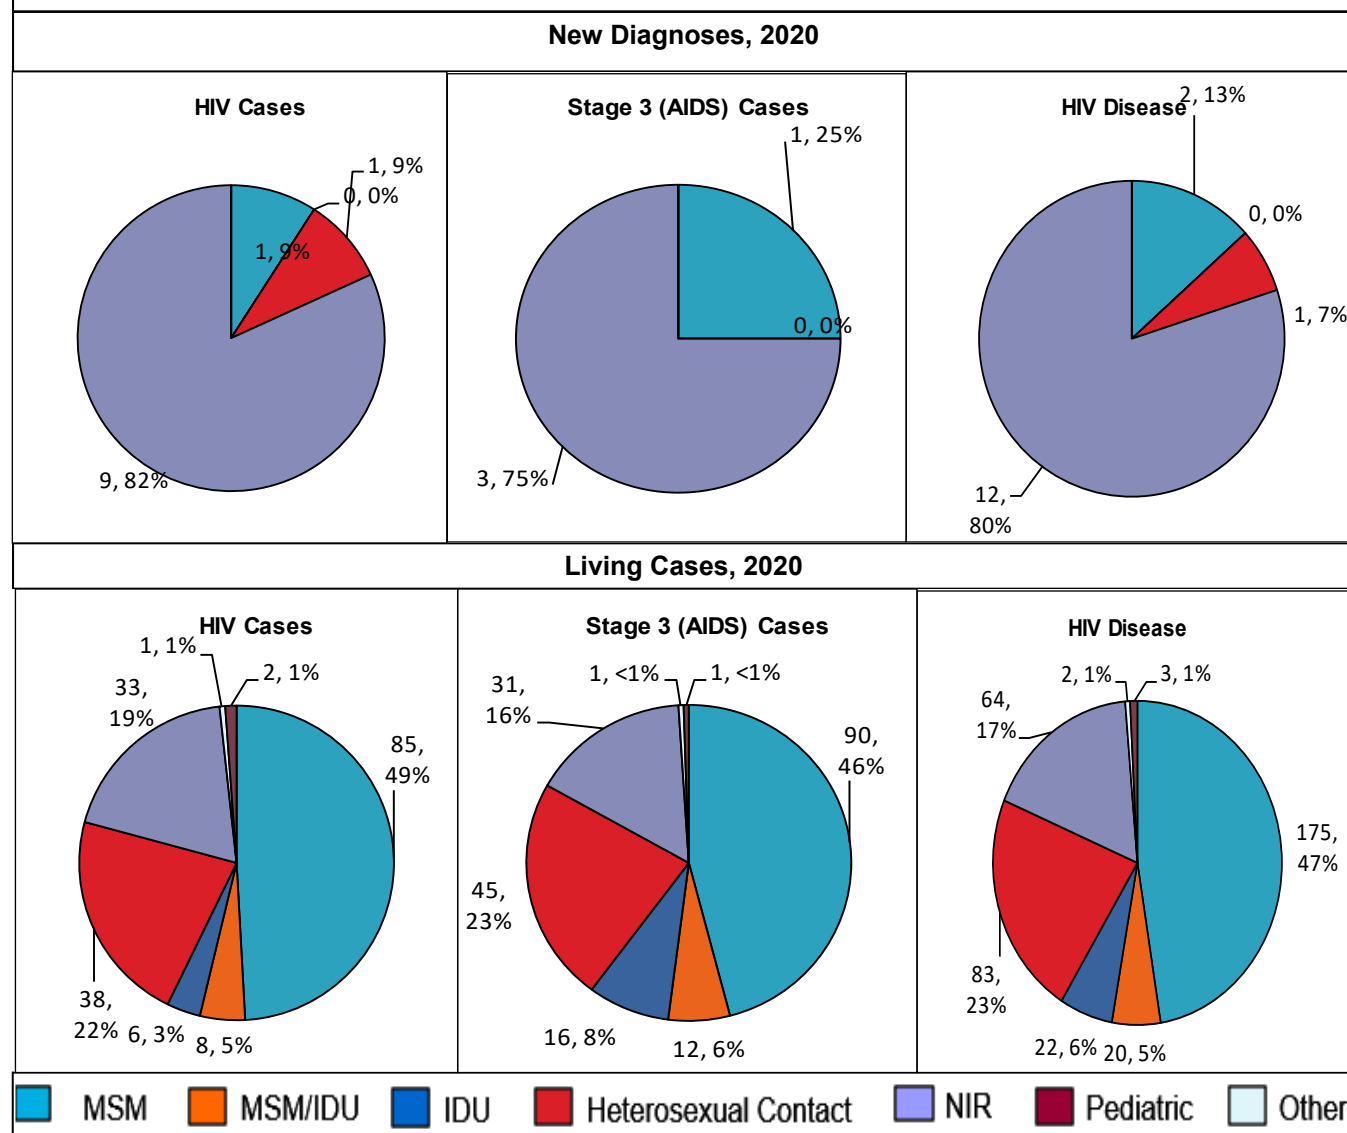 New Diagnoses, 2020
HIV Cases
1, 9%
0, 0%
1, 9%
9, 82%
Stage 3 (AIDS) Cases
1, 25%
0, 0%
3, 75%
HIV Disease
2, 13%
0, 0%
1, 7%
12,
80%
Living Cases, 2020
HIV Cases
1, 1%
2, 1%
33,
19%
85,
49%
38,
22%
6, 3%
8, 5%
Stage 3 (AIDS) Cases
1, <1%
1, <1%
31,
16%
90,
46%
45,
23%
16, 8%
12, 6%
HIV Disease
2, 1%
3, 1%
64,
17%
175,
47%
83,
23%
22, 6%
20, 5%
MSM
MSM/IDU
IDU
Heterosexual Contact
NIR
Pediatric
Other